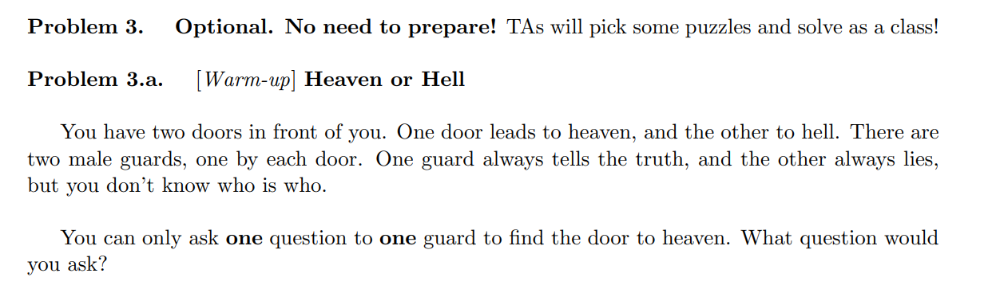 Problem 3. Optional. No need to prepare! TAs will pick some puzzles and solve as a class!
Problem 3.a. [Warm-up] Heaven or Hell
You have two doors in front of you. One door leads to heaven, and the other to hell. There are
two male guards, one by each door. One guard always tells the truth, and the other always lies,
but you don't know who is who.
You can only ask one question to one guard to find the door to heaven. What question would
you ask?